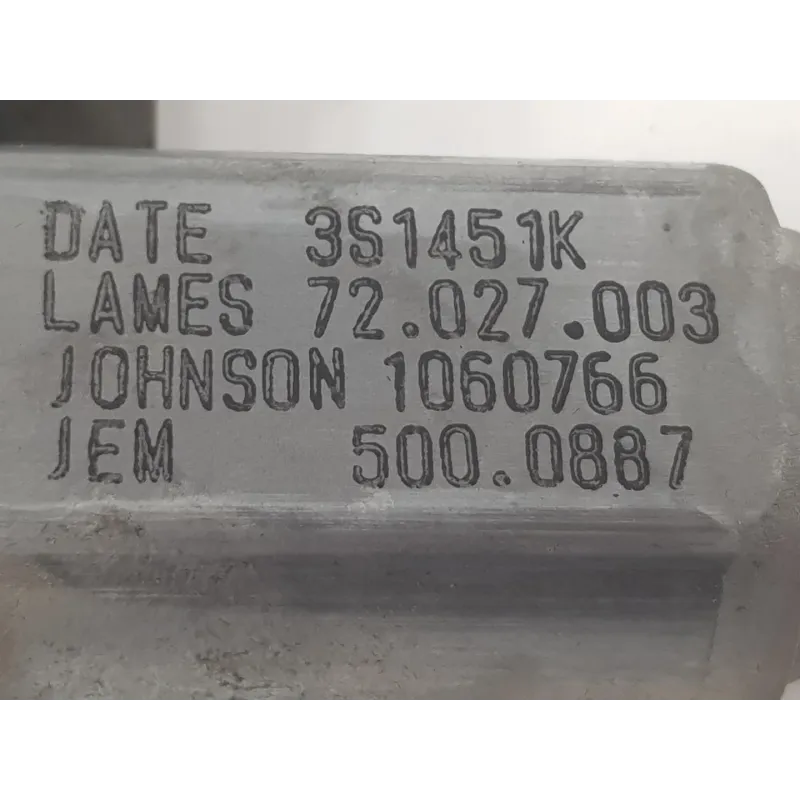 DATE 3S1451K
LAMES 72.027.003
JOHNSON 1060766
JEM 500.0887